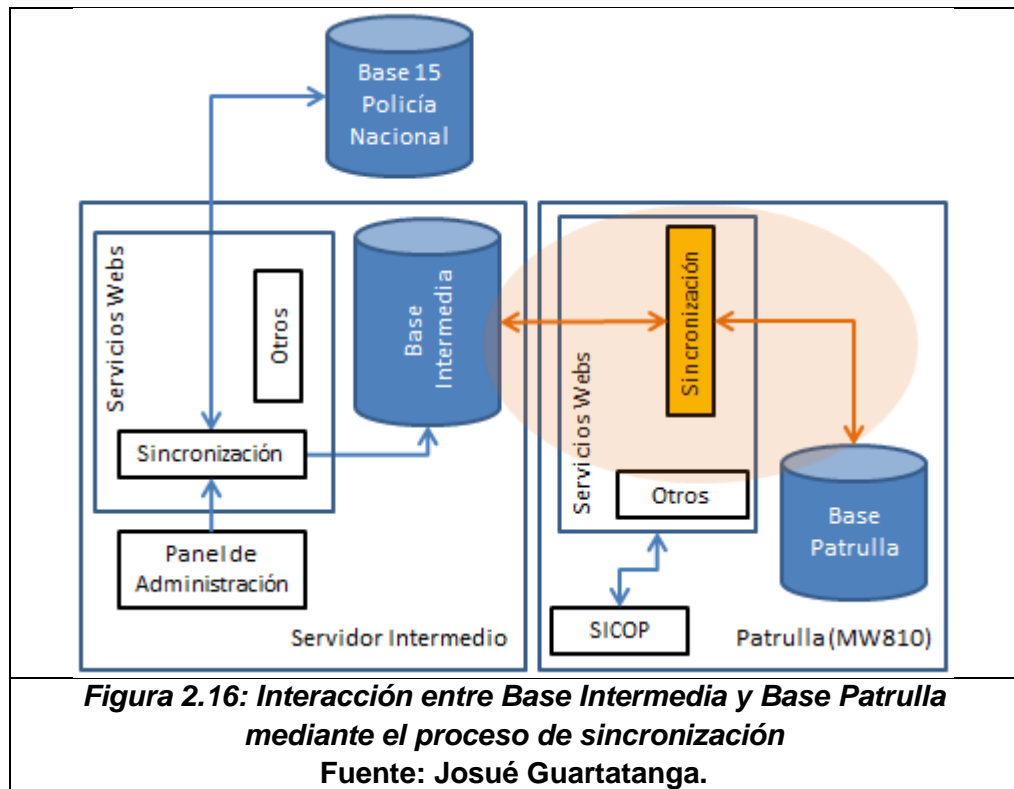 Base 15
Policía
Nacional
Servicios Webs
Otros
Base
Intermedia
Sincronización
Panel de
Administración
Servidor Intermedio
Servicios Webs
Sincronización
Otros
Base
Patrulla
SICOP
Patrulla (MW810)
Figura 2.16: Interacción entre Base Intermedia y Base Patrulla
mediante el proceso de sincronización
Fuente: Josué Guartatanga.